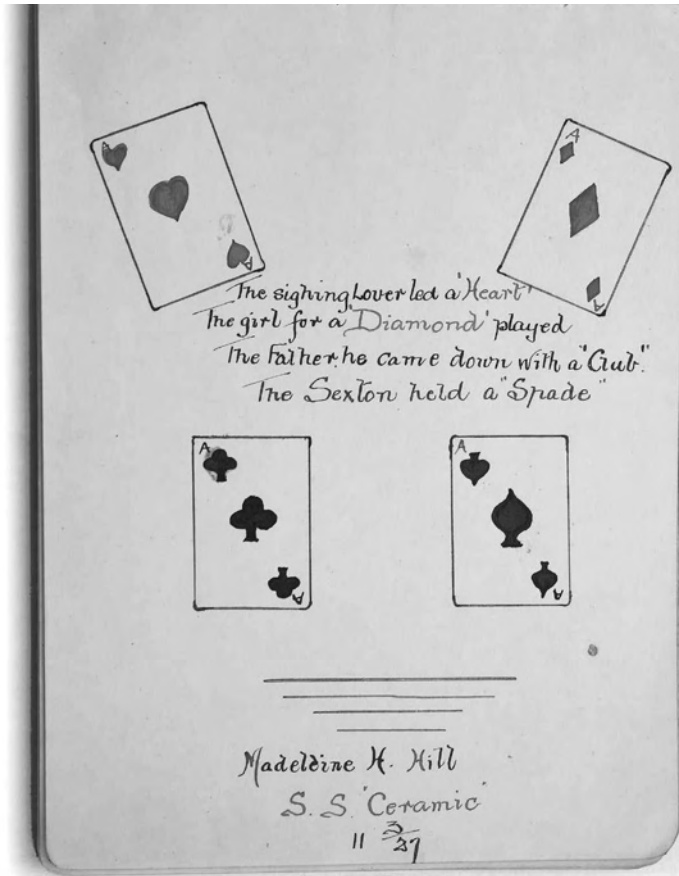 A
A
A
A
The sighing Lover led a 'Heart'
The girl for a 'Diamond' played
The Father he came down with a "Club".
The Sexton held a "Spade"
A
A
A
A
Madeleine H. Hill
S. S. 'Ceramic'
11 3/27